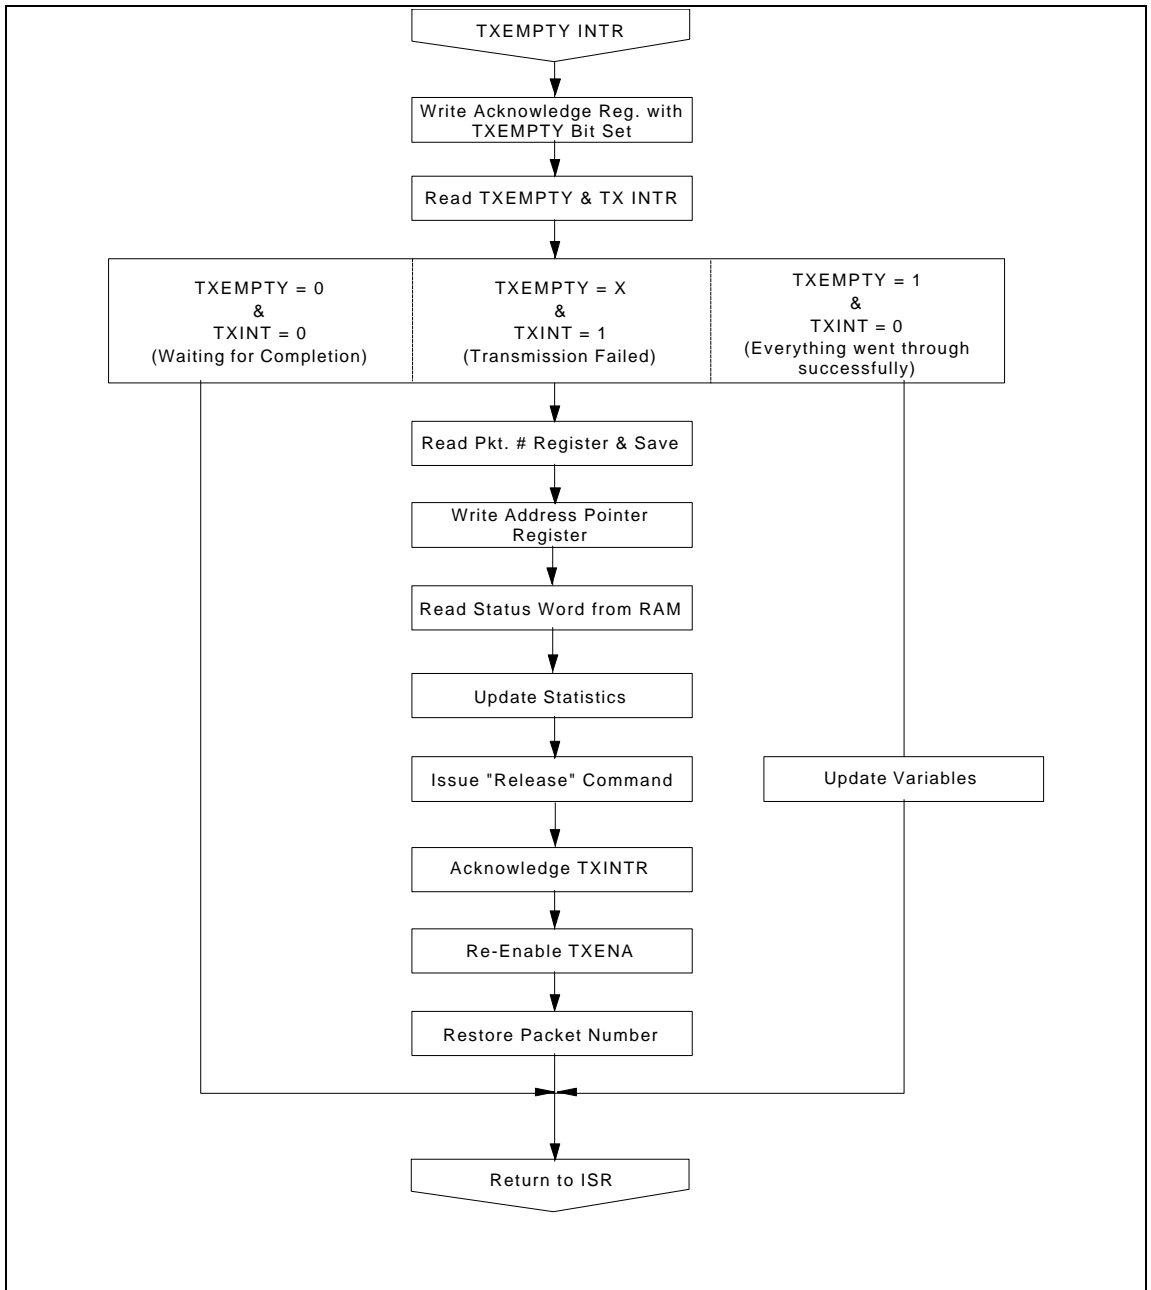 TXEMPTY INTR
Write Acknowledge Reg. with
TXEMPTY Bit Set
Read TXEMPTY & TX INTR
TXEMPTY = 0
&
TXINT = 0
(Waiting for Completion)
TXEMPTY = X
&
TXINT = 1
(Transmission Failed)
TXEMPTY = 1
&
TXINT = 0
(Everything went through
successfully)
Read Pkt. # Register & Save
Write Address Pointer
Register
Read Status Word from RAM
Update Statistics
Issue "Release" Command
Update Variables
Acknowledge TXINTR
Re-Enable TXENA
Restore Packet Number
Return to ISR